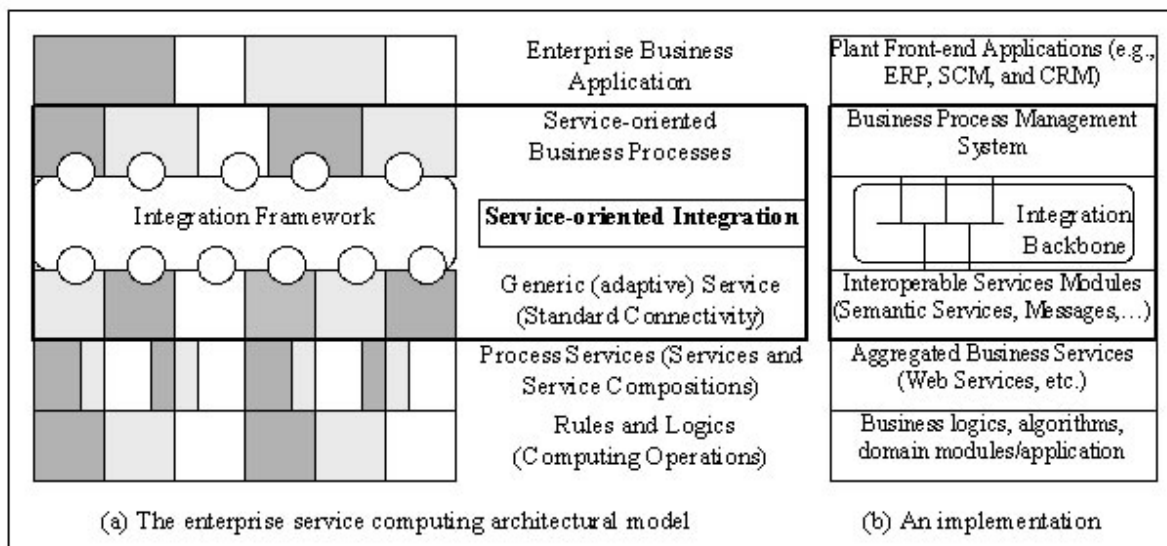 Enterprise Business
Application
Service-oriented
Business Processes
Integration Framework
Service-oriented Integration
Generic (adaptive) Service
(Standard Connectivity)
Process Services (Services and
Service Compositions)
Rules and Logics
(Computing Operations)
(a) The enterprise service computing architectural model
Plant Front-end Applications (e.g.,
ERP, SCM, and CRM)
Business Process Management
System
Integration
Backbone
Interoperable Services Modules
(Semantic Services, Messages,...)
Aggregated Business Services
(Web Services, etc.)
Business logics, algorithms,
domain modules/application
(b) An implementation